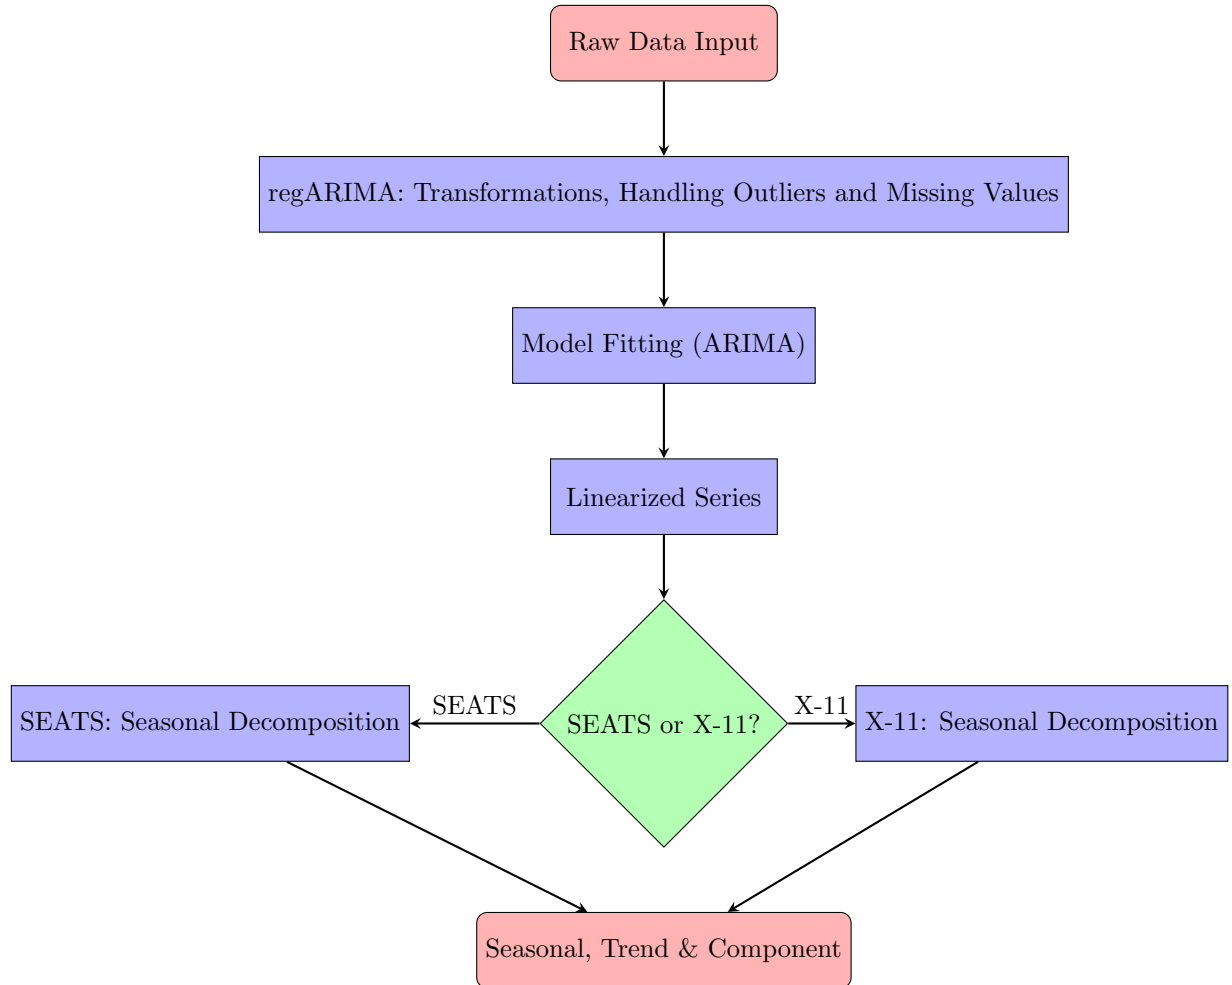 Raw Data Input
regARIMA: Transformations, Handling Outliers and Missing Values
Model Fitting (ARIMA)
Linearized Series
SEATS
X-11
SEATS: Seasonal Decomposition
SEATS or X-11?
X-11: Seasonal Decomposition
Seasonal, Trend & Component